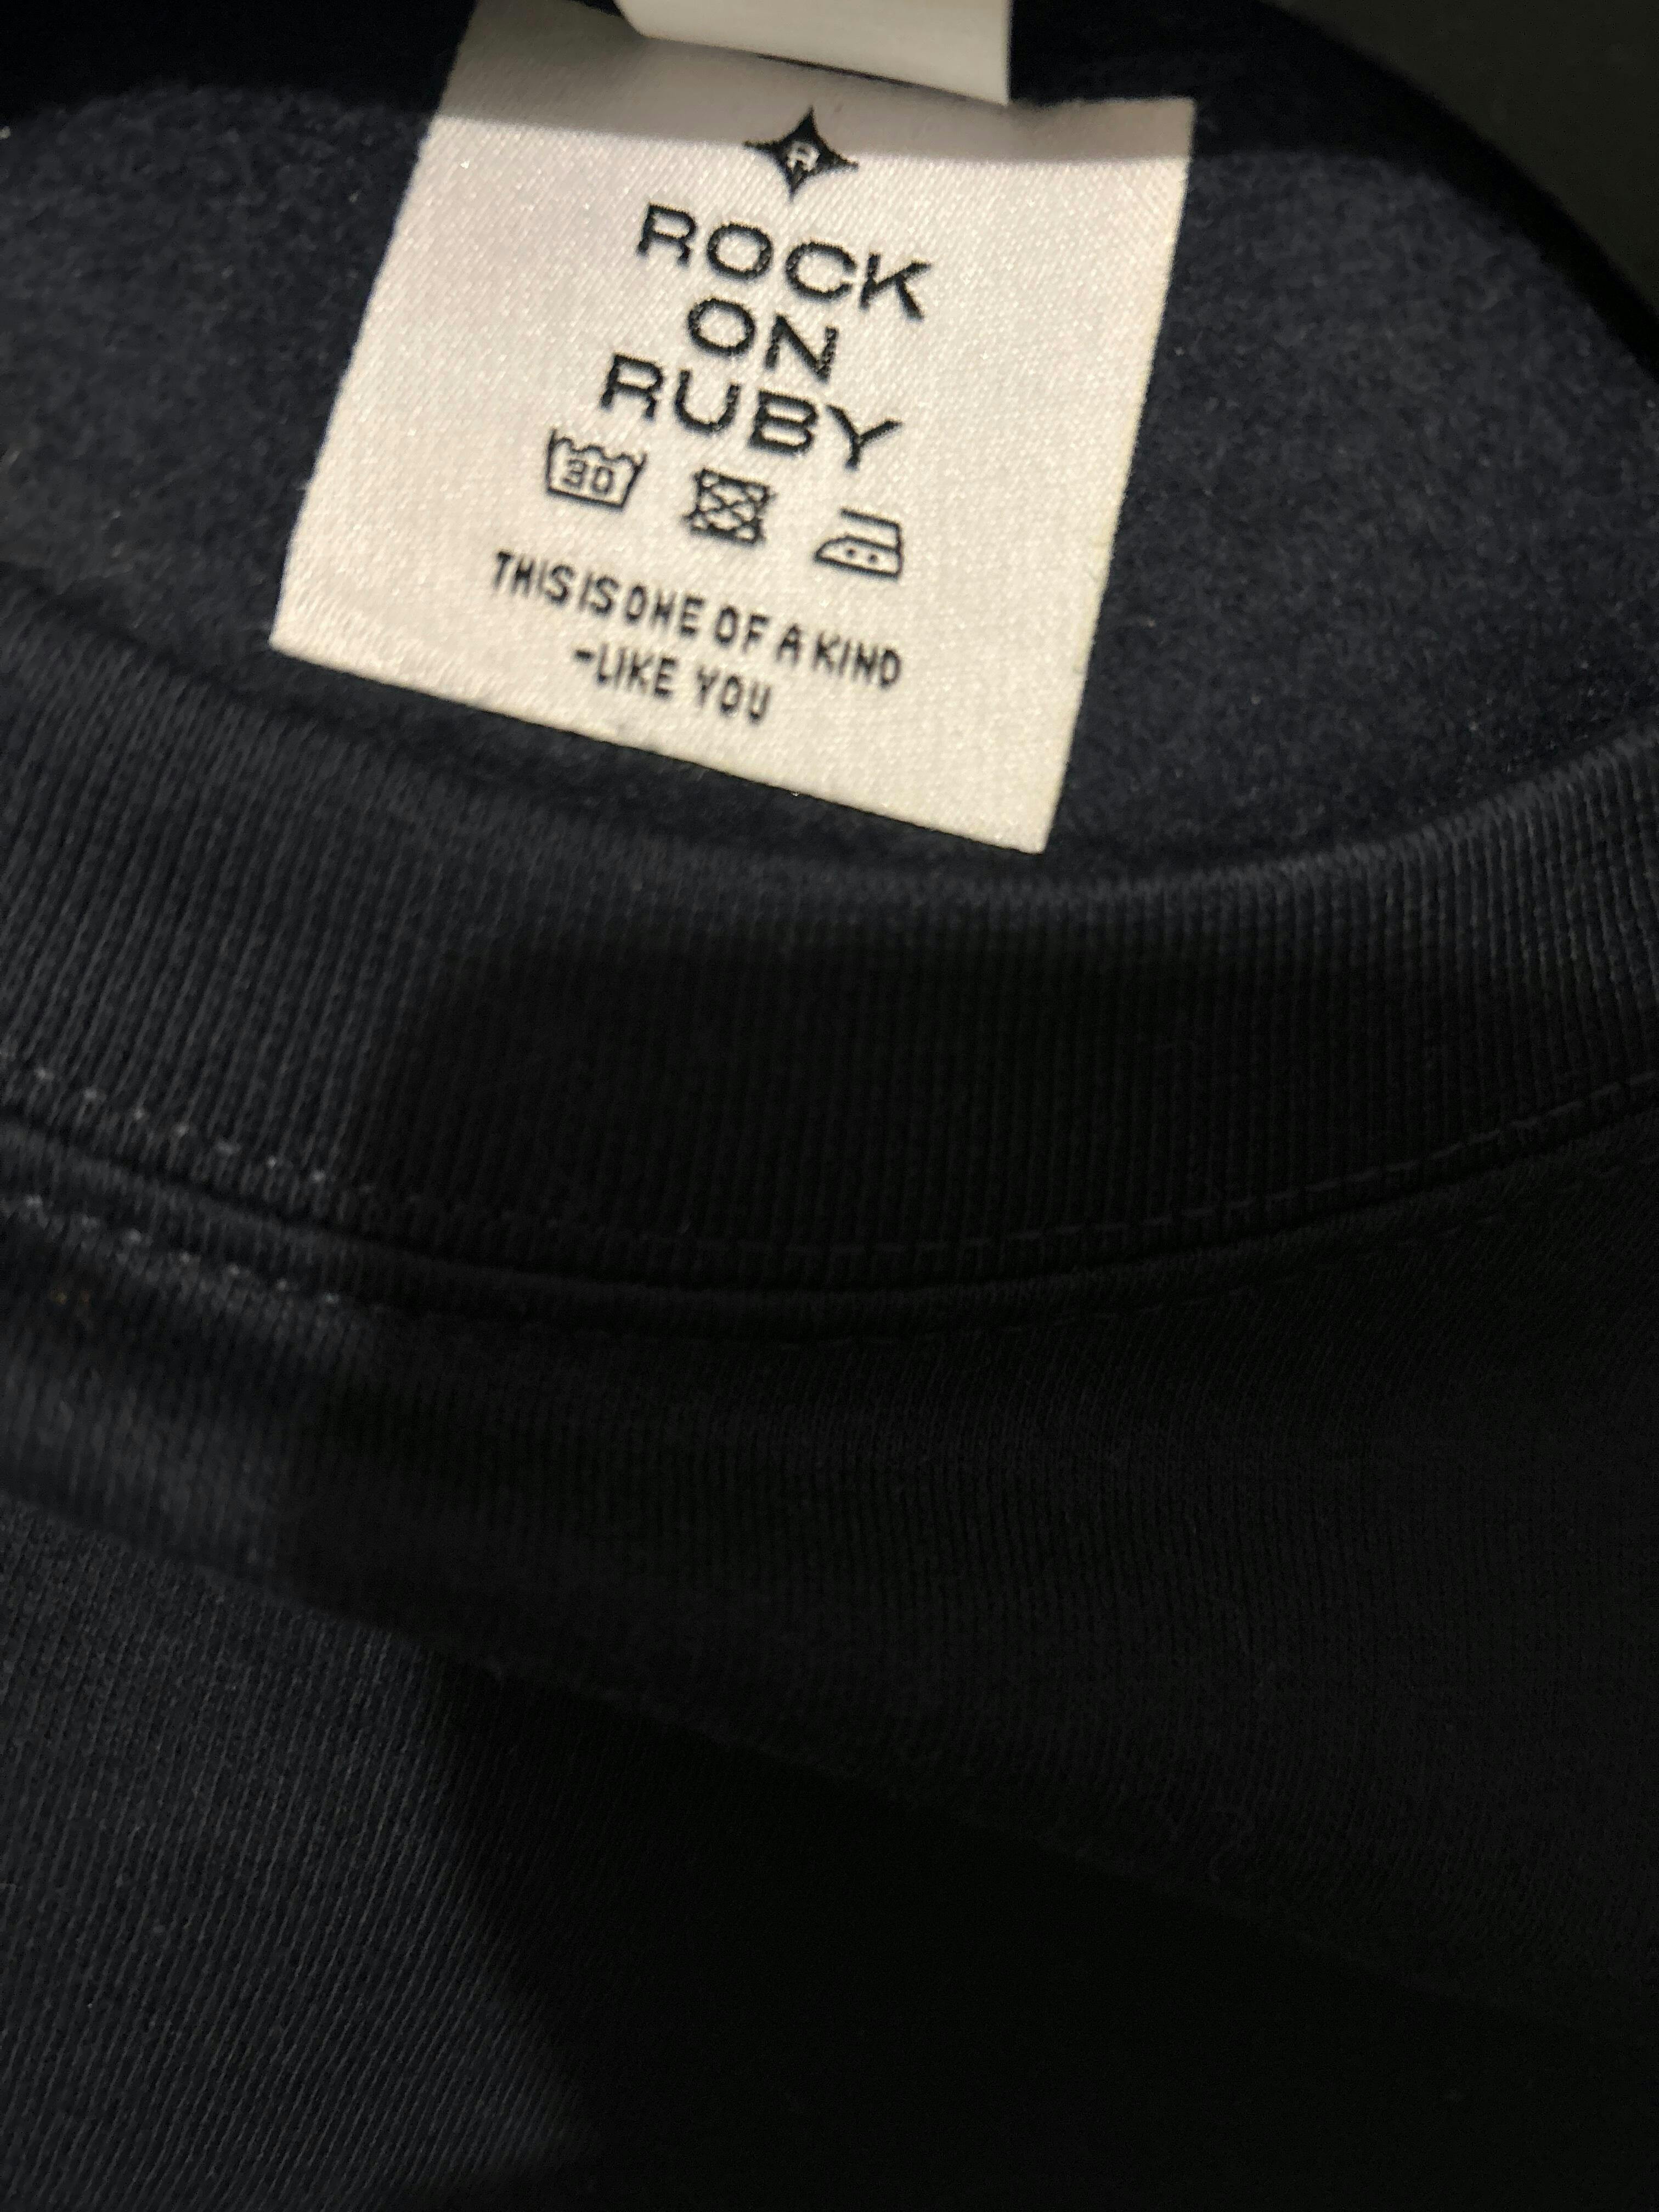 R
ROCK
ON
RUBY
30
THIS IS ONE OF A KIND
-LIKE YOU